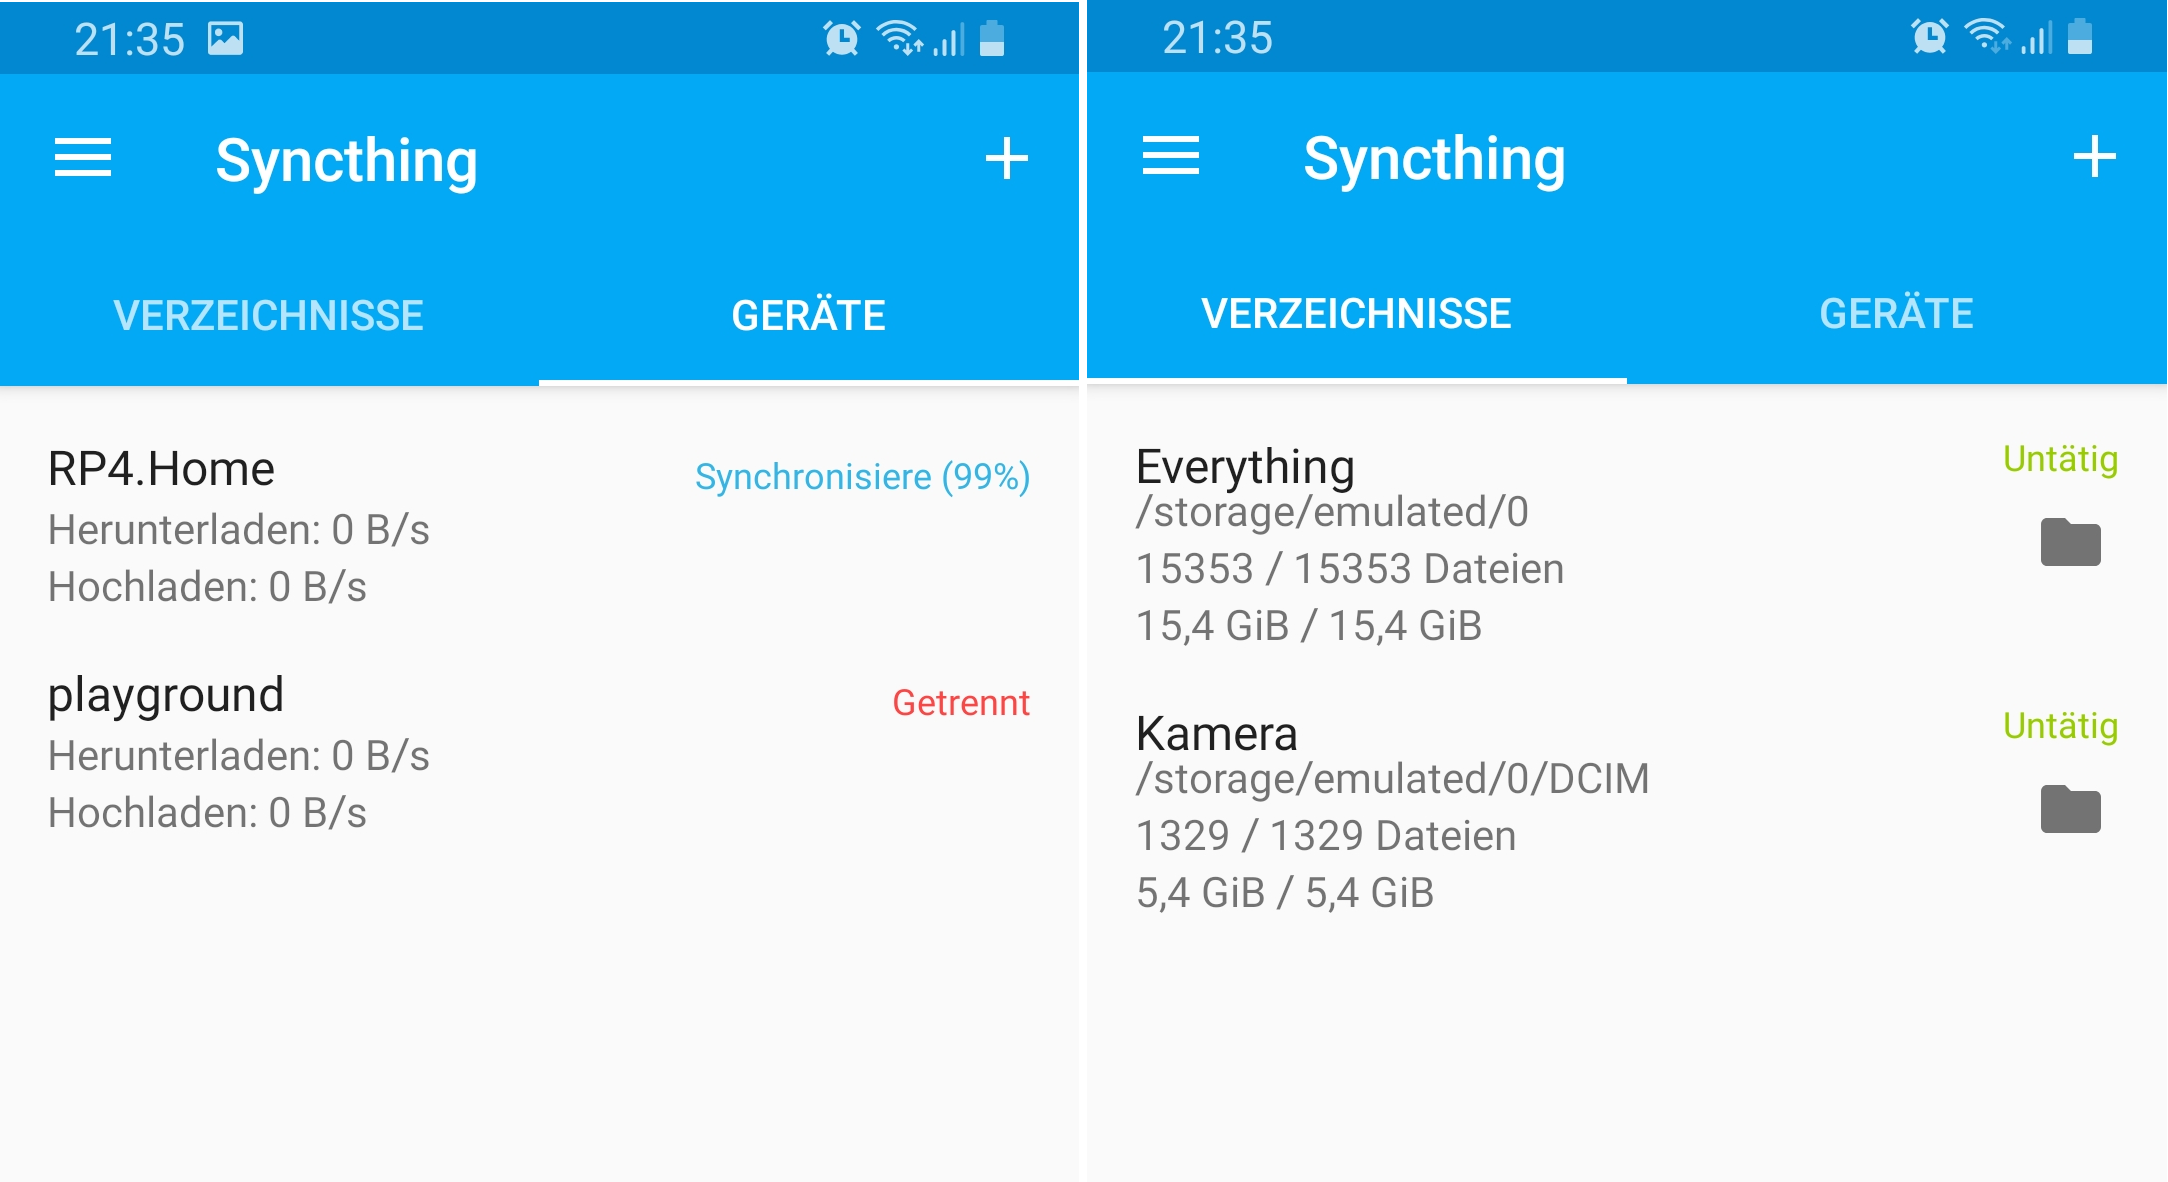 21:35
Syncthing
VERZEICHNISSE GERÄTE
RP4.Home Synchronisiere (99%)
Herunterladen: 0 B/s
Hochladen: 0 B/s
playground Getrennt
Herunterladen: 0 B/s
Hochladen: 0 B/s
21:35
Syncthing
VERZEICHNISSE GERÄTE
Everything Untätig
/storage/emulated/0
15353 / 15353 Dateien
15,4 GiB / 15,4 GiB
Kamera Untätig
/storage/emulated/0/DCIM
1329 / 1329 Dateien
5,4 GiB / 5,4 GiB